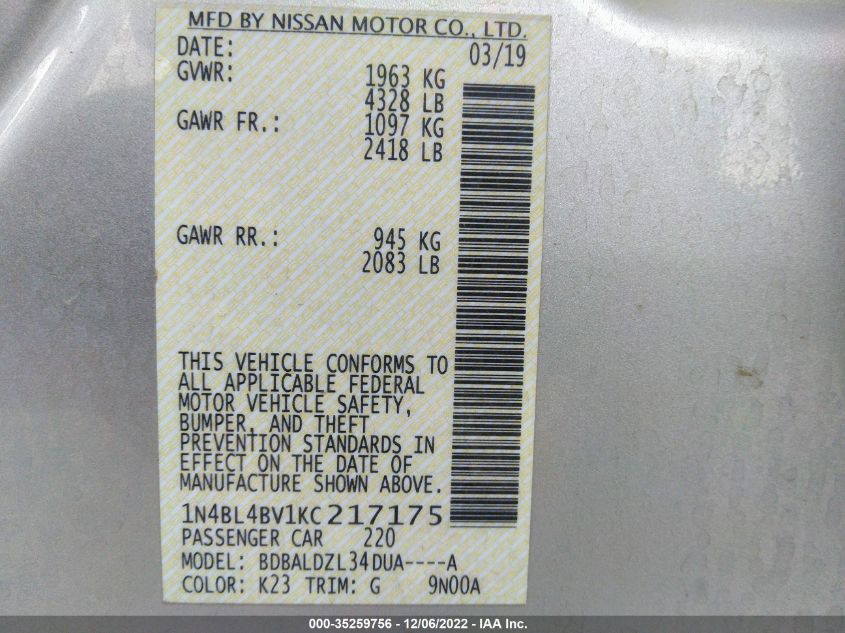 MFD BY NISSAN MOTOR CO., LTD.
DATE: 03/19
GVWR: 1963 KG
4328 LB
GAWR FR.: 1097 KG
2418 LB
GAWR RR.: 945 KG
2083 LB
THIS VEHICLE CONFORMS TO
ALL APPLICABLE FEDERAL
MOTOR VEHICLE SAFETY,
BUMPER, AND THEFT
PREVENTION STANDARDS IN
EFFECT ON THE DATE OF
MANUFACTURE SHOWN ABOVE.
1N4BL4BV1KC217175
PASSENGER CAR 220
MODEL: BDBALDZL34DUA----A
COLOR: K23 TRIM: G 9N00A
000-35259756 - 12/06/2022 - IAA Inc.